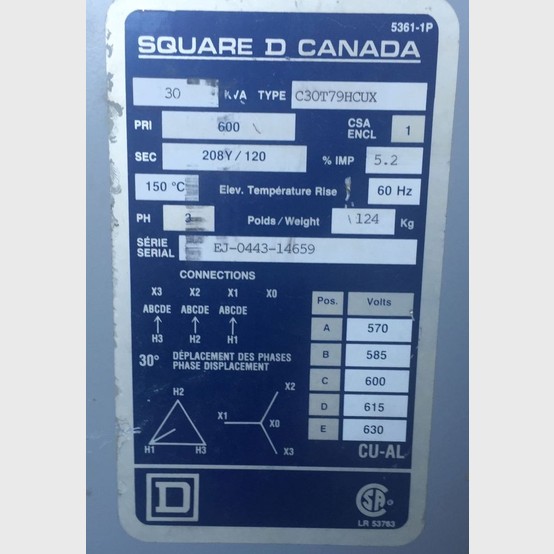 5361-1P
SQUARE D CANADA
30 KVA TYPE C30T79HCUX
PRI 600 CSA ENCL 1
SEC 208Y/120 % IMP 5.2
150 °C Elev. Température Rise 60 Hz
PH 3 Poids/Weight 124 Kg
SÉRIE
SERIAL EJ-0443-14659
CONNECTIONS
X3 X2 X1 X0
ABCDE ABCDE ABCDE
H3 H2 H1
30° DÉPLACEMENT DES PHASES
PHASE DISPLACEMENT
H2
H1 H3
X2
X1 X0
X3
Pos. Volts
A 570
B 585
C 600
D 615
E 630
CU-AL
D
SA
LR 53763